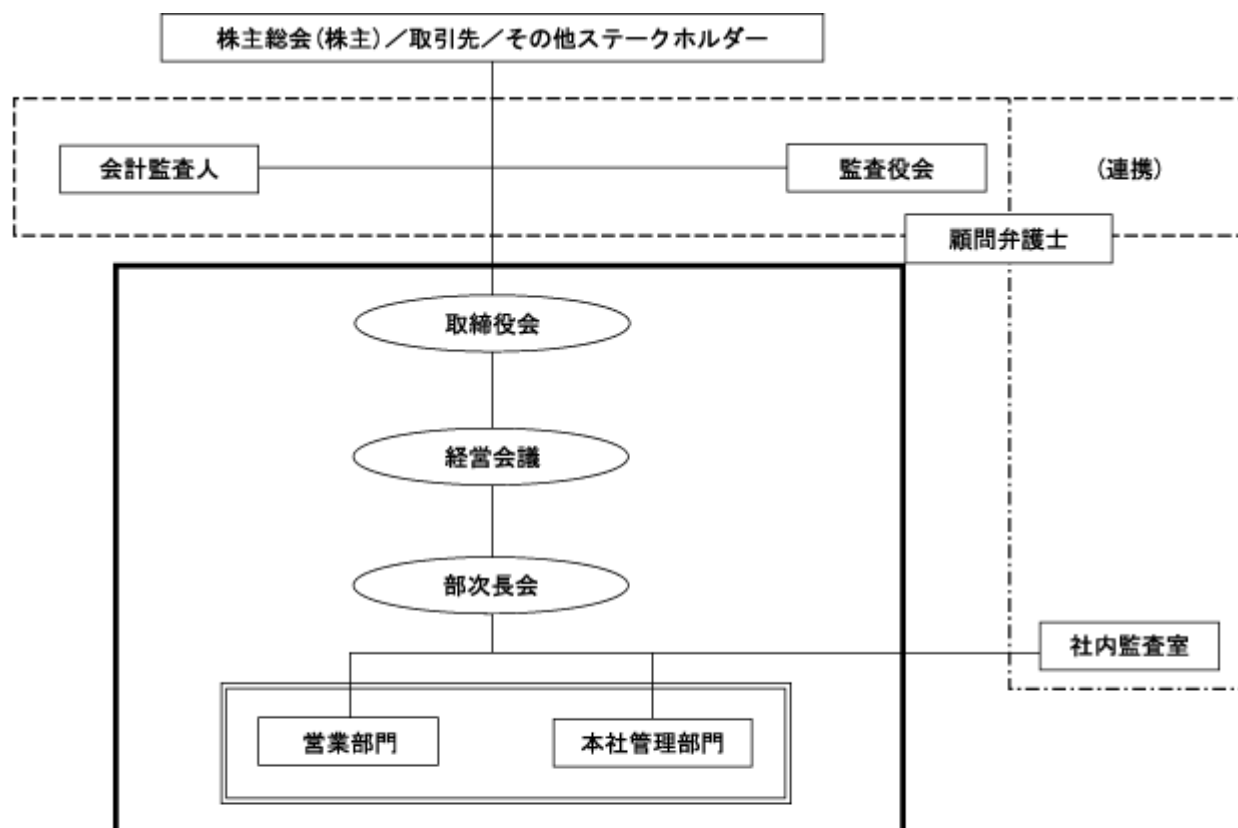 株主総会(株主)／取引先／その他ステークホルダー
会計監査人
監査役会
(連携)
顧問弁護士
取締役会
経営会議
部次長会
社内監査室
営業部門
本社管理部門